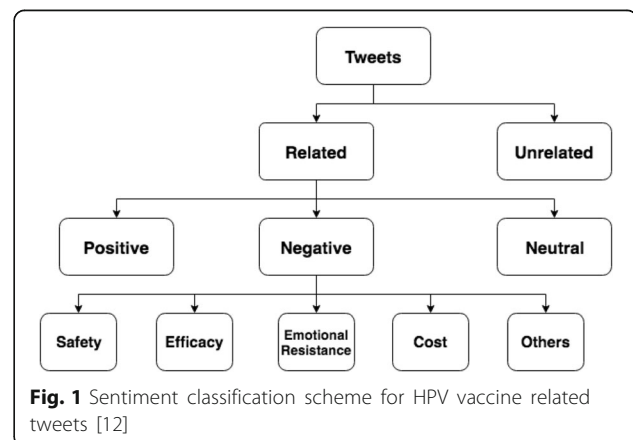 Tweets
Related
Unrelated
Positive
Negative
Neutral
Safety
Efficacy
Emotional
Resistance
Cost
Others
Fig. 1 Sentiment classification scheme for HPV vaccine related
tweets [12]